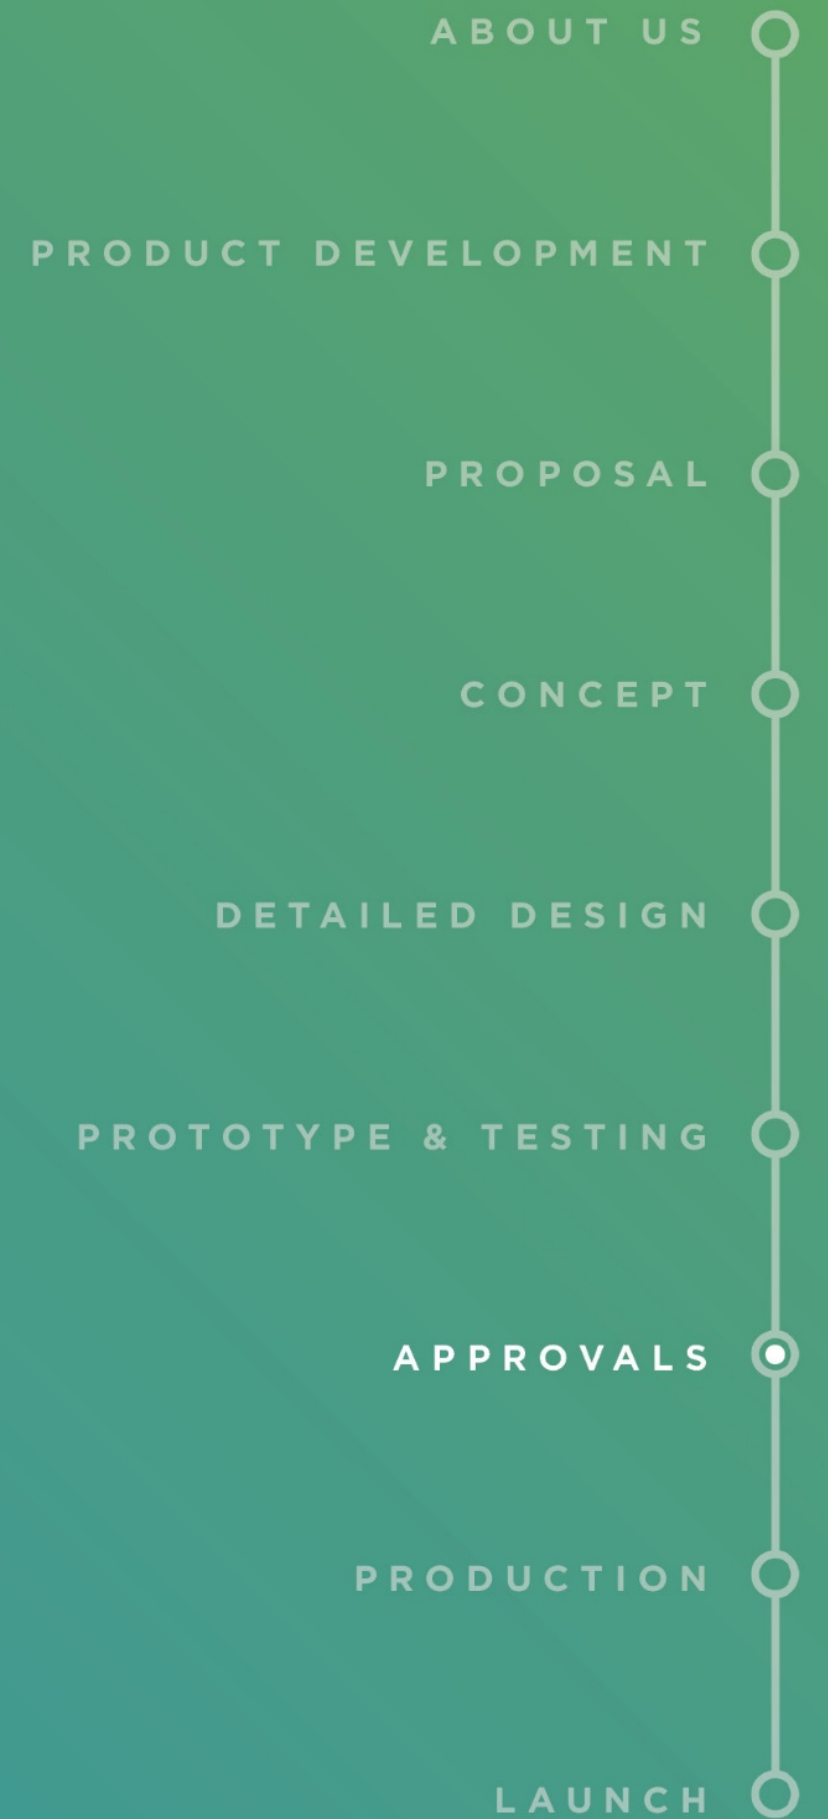 ABOUT US
PRODUCT DEVELOPMENT
PROPOSAL
CONCEPT
DETAILED DESIGN
PROTOTYPE & TESTING
APPROVALS
PRODUCTION
LAUNCH